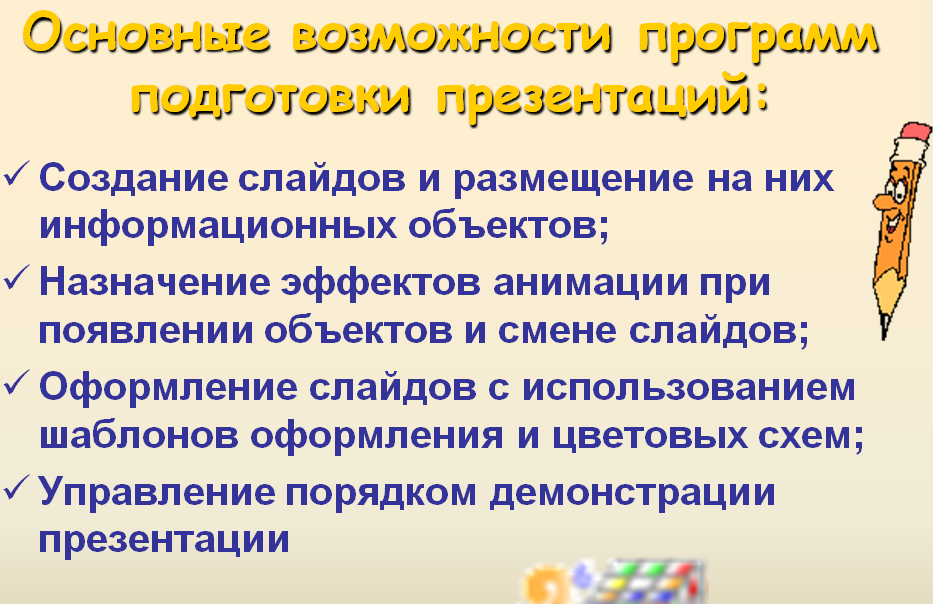 Основные возможности программ
подготовки презентаций:
✓ Создание слайдов и размещение на них
информационных объектов;
✓ Назначение эффектов анимации при
появлении объектов и смене слайдов;
✓ Оформление слайдов с использованием
шаблонов оформления и цветовых схем;
✓ Управление порядком демонстрации
презентации